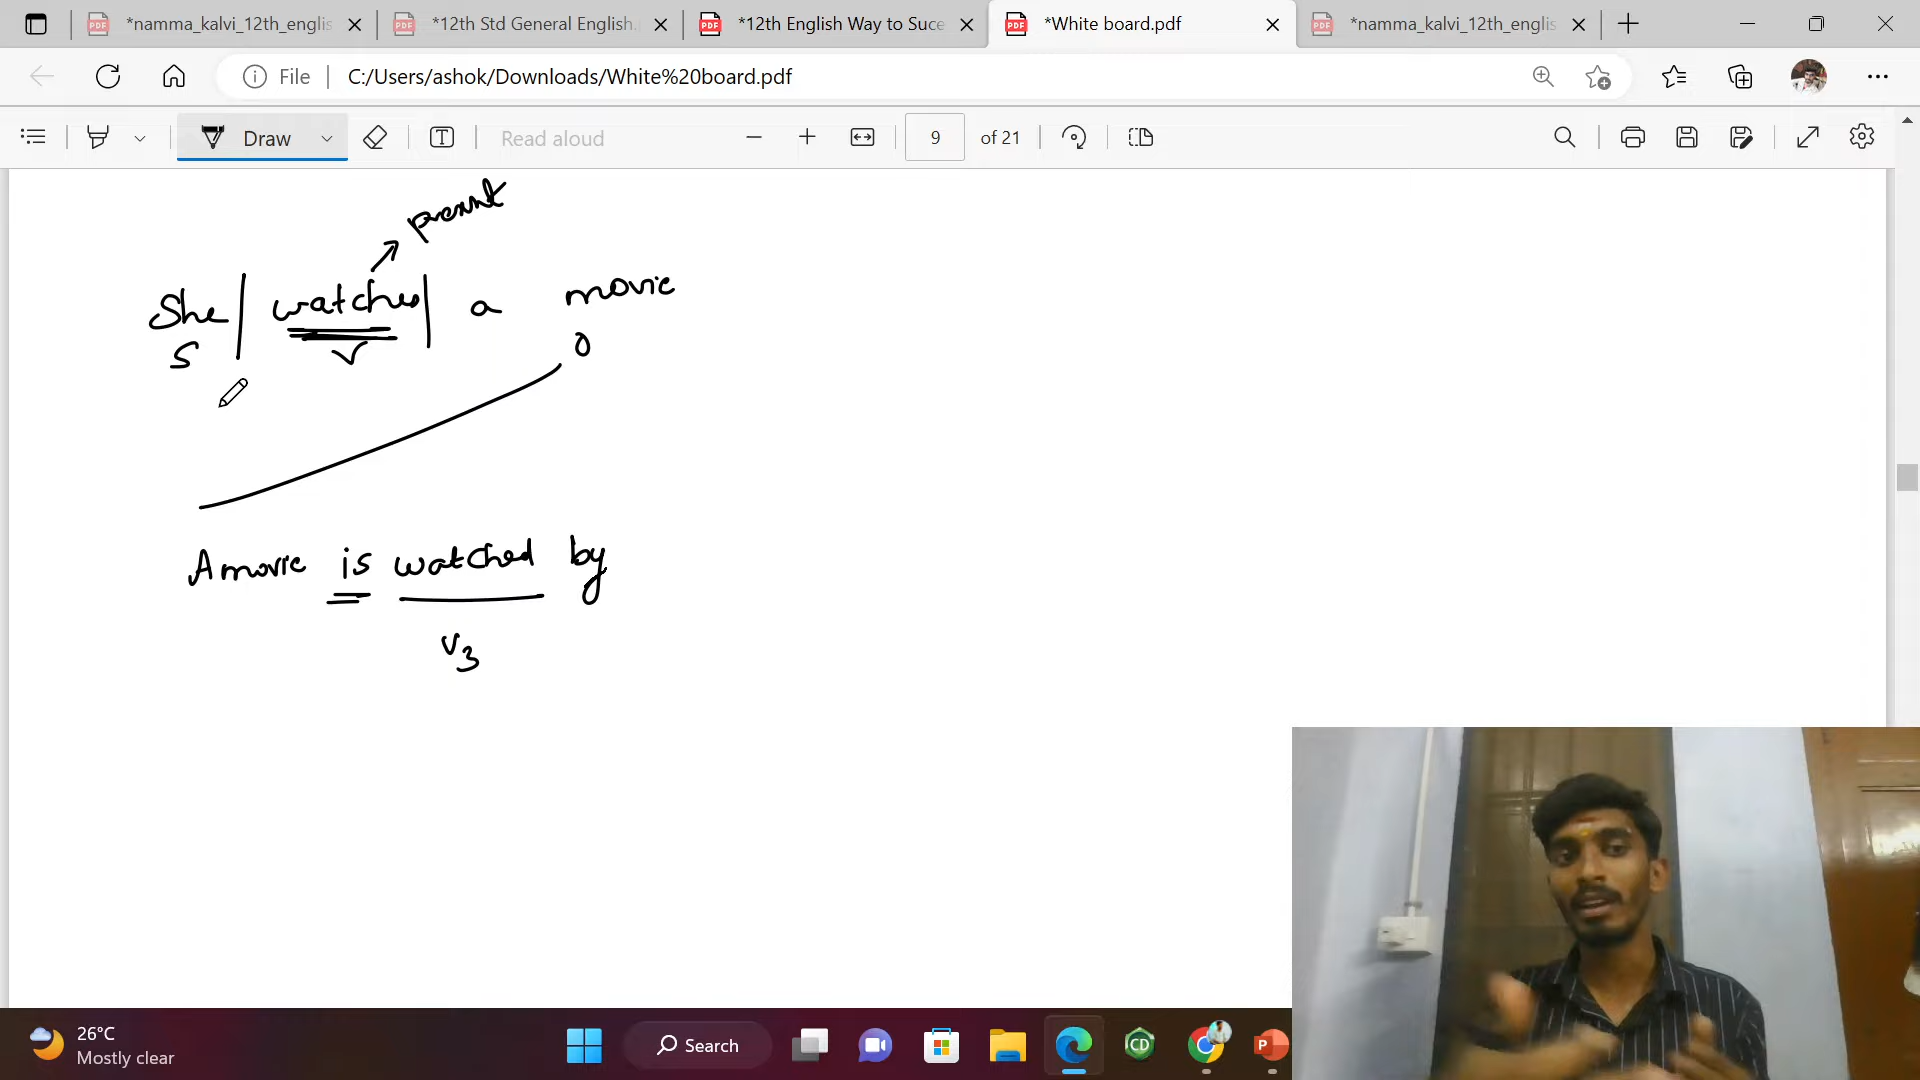 *namma_kalvi_12th_englis
*12th Std General English.
*12th English Way to Suce
*White board.pdf
*namma_kalvi_12th_englis
File
C:/Users/ashok/Downloads/White%20board.pdf
Draw
Read aloud
9 of 21
present
She | watches | a movie
S V O
A movie is watched by
V3
26°C
Mostly clear
Search